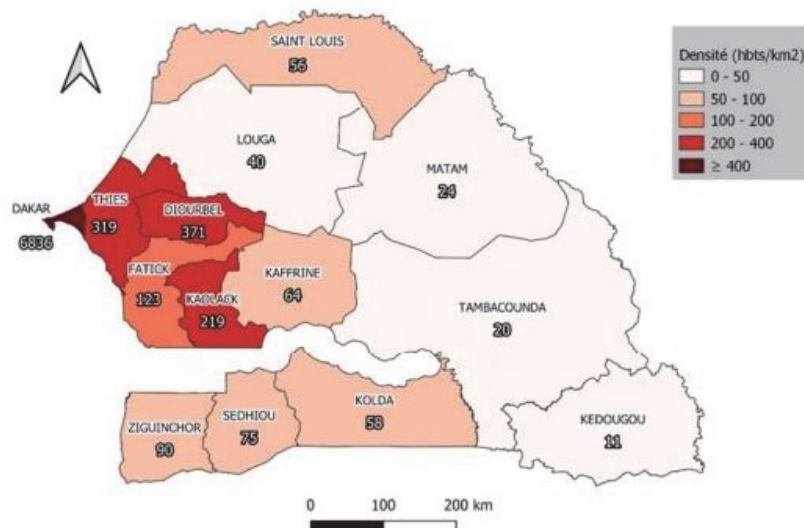 SAINT LOUIS
56
Densité (hbts/km2)
0 - 50
50 - 100
100 - 200
200 - 400
≥ 400
LOUGA
40
MATAM
24
DAKAR
6836
THIES
319
DIOURBEL
371
FATICK
123
KAOLACK
219
KAFFRINE
64
TAMBACOUNDA
20
ZIGUINCHOR
90
SEDHIOU
75
KOLDA
58
KEDOUGOU
11
0 100 200 km